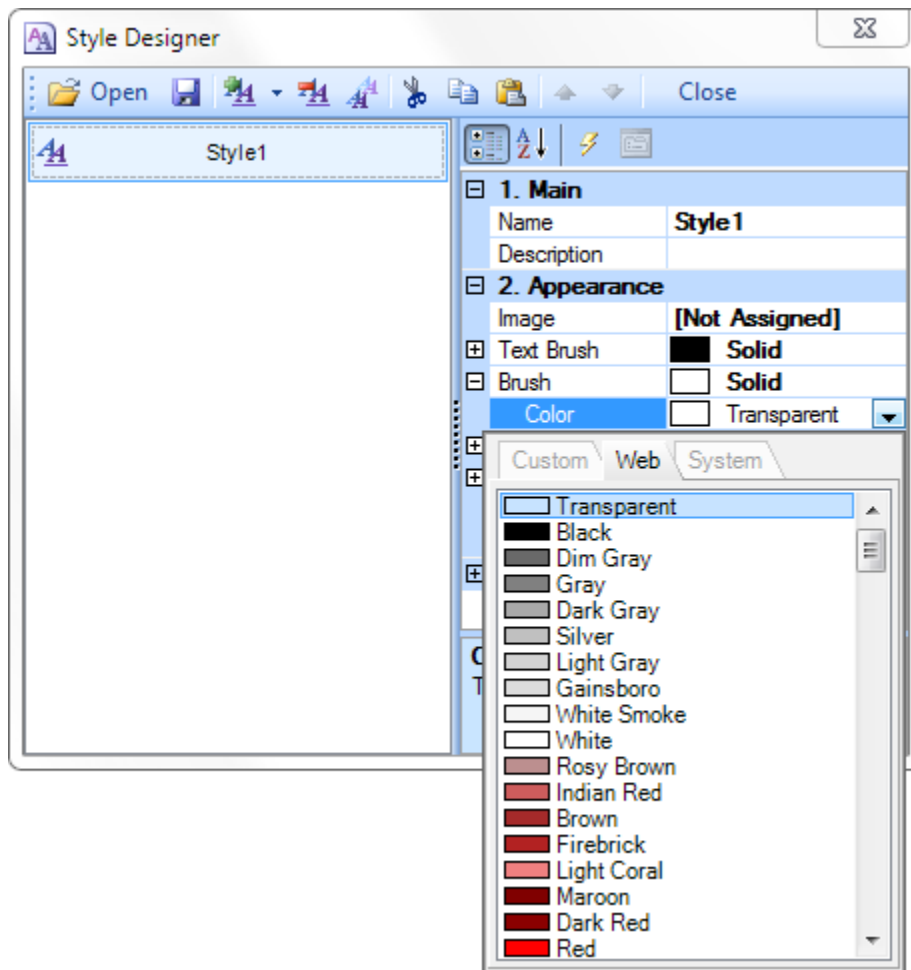 Style Designer
Open Close
Style1
1. Main
Name Style1
Description
2. Appearance
Image [Not Assigned]
Text Brush Solid
Brush Solid
Color Transparent
Custom Web System
Transparent
Black
Dim Gray
Gray
Dark Gray
Silver
Light Gray
Gainsboro
White Smoke
White
Rosy Brown
Indian Red
Brown
Firebrick
Light Coral
Maroon
Dark Red
Red